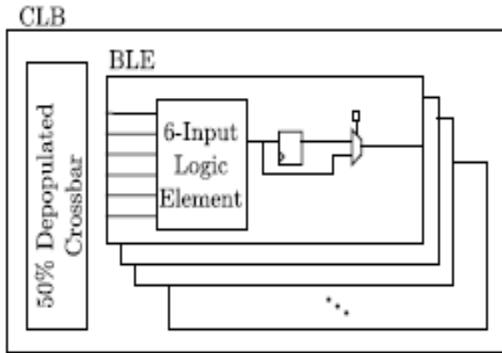 CLB
BLE
50% Depopulated
Crossbar
6-Input
Logic
Element